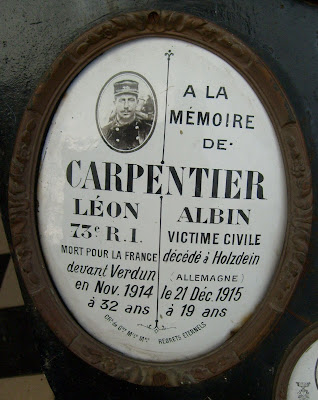 A LA
MÉMOIRE
DE
CARPENTIER
LÉON
73e R.I.
MORT POUR LA FRANCE
devant Verdun
en Nov. 1914
à 32 ans
ALBIN
VICTIME CIVILE
décédé à Holzdein
(ALLEMAGNE)
le 21 Déc. 1915
à 19 ans
REGRETS ÉTERNELS